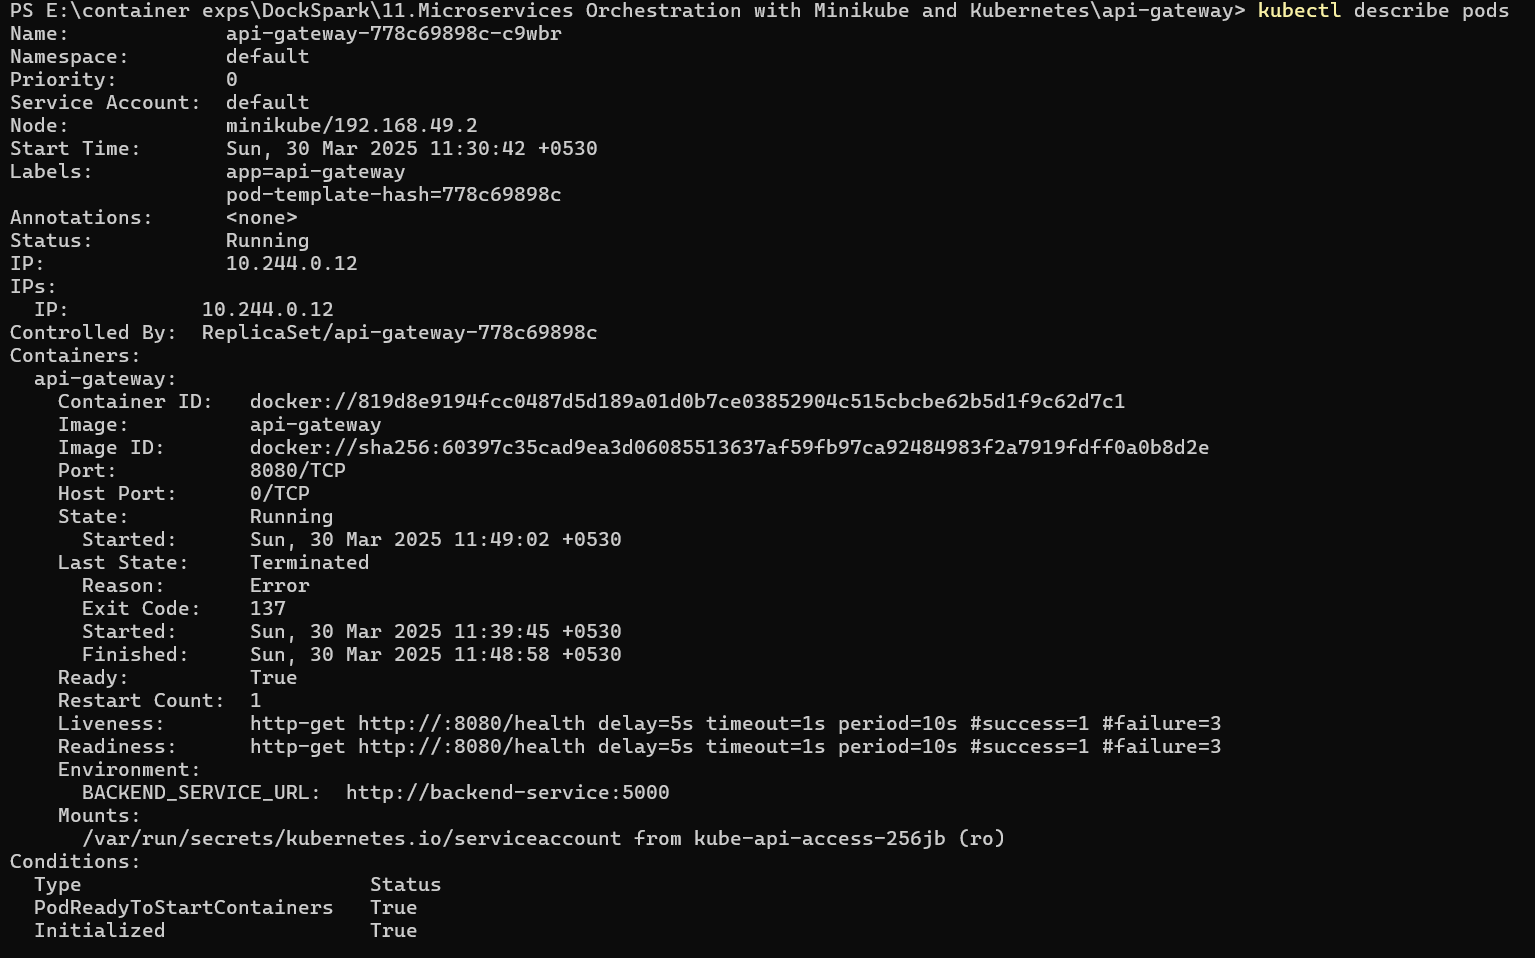 PS E:\container exps\DockSpark\11.Microservices Orchestration with Minikube and Kubernetes\api-gateway> kubectl describe pods
Name:             api-gateway-778c69898c-c9wbr
Namespace:        default
Priority:         0
Service Account:  default
Node:             minikube/192.168.49.2
Start Time:       Sun, 30 Mar 2025 11:30:42 +0530
Labels:           app=api-gateway
                  pod-template-hash=778c69898c
Annotations:      <none>
Status:           Running
IP:               10.244.0.12
IPs:
  IP:           10.244.0.12
Controlled By:  ReplicaSet/api-gateway-778c69898c
Containers:
  api-gateway:
    Container ID:   docker://819d8e9194fcc0487d5d189a01d0b7ce03852904c515cbcbe62b5d1f9c62d7c1
    Image:          api-gateway
    Image ID:       docker://sha256:60397c35cad9ea3d06085513637af59fb97ca92484983f2a7919fdff0a0b8d2e
    Port:           8080/TCP
    Host Port:      0/TCP
    State:          Running
      Started:      Sun, 30 Mar 2025 11:49:02 +0530
    Last State:     Terminated
      Reason:       Error
      Exit Code:    137
      Started:      Sun, 30 Mar 2025 11:39:45 +0530
      Finished:     Sun, 30 Mar 2025 11:48:58 +0530
    Ready:          True
    Restart Count:  1
    Liveness:       http-get http://:8080/health delay=5s timeout=1s period=10s #success=1 #failure=3
    Readiness:      http-get http://:8080/health delay=5s timeout=1s period=10s #success=1 #failure=3
    Environment:
      BACKEND_SERVICE_URL:  http://backend-service:5000
    Mounts:
      /var/run/secrets/kubernetes.io/serviceaccount from kube-api-access-256jb (ro)
Conditions:
  Type                        Status
  PodReadyToStartContainers   True
  Initialized                 True